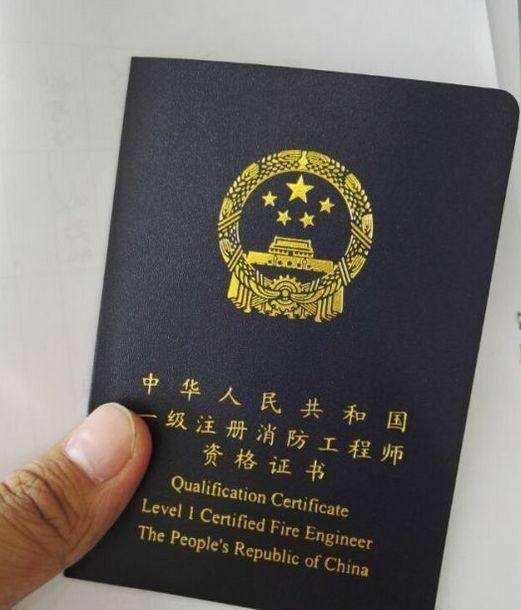 中华人民共和国
一级注册消防工程师
资格证书
Qualification Certificate
Level 1 Certified Fire Engineer
The People's Republic of China